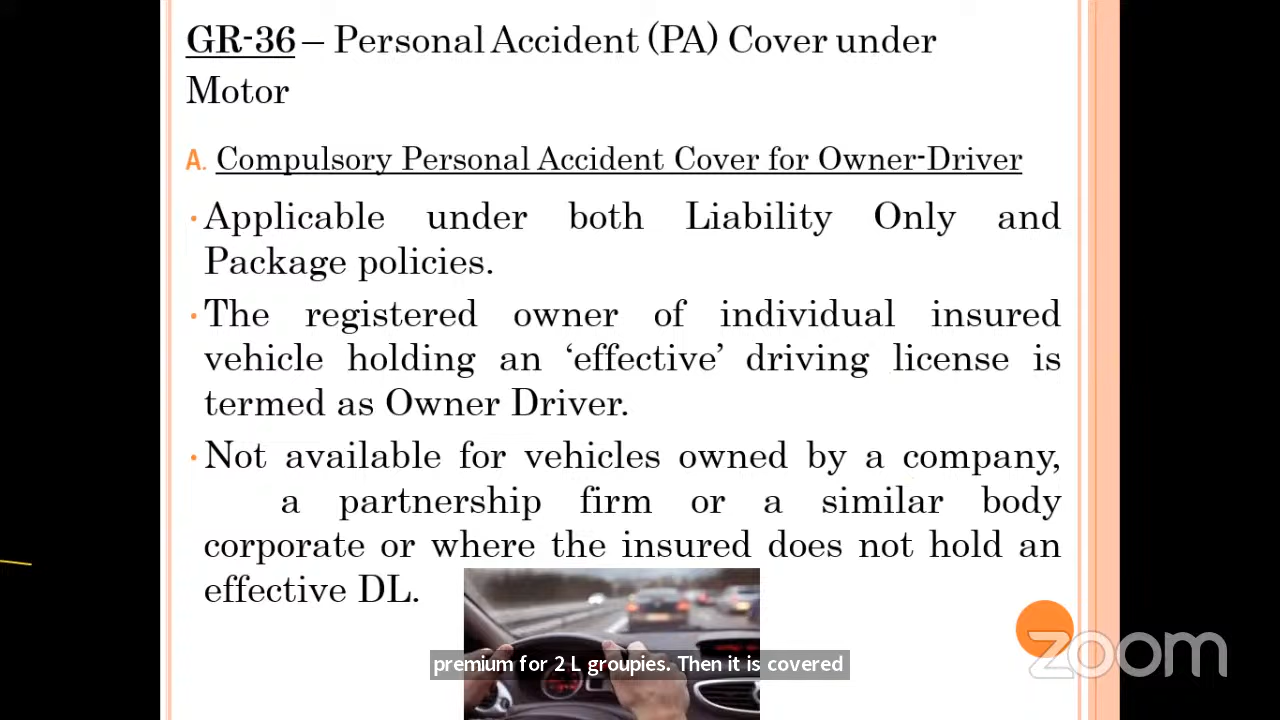 GR-36 – Personal Accident (PA) Cover under
Motor
A. Compulsory Personal Accident Cover for Owner-Driver
• Applicable under both Liability Only and
Package policies.
• The registered owner of individual insured
vehicle holding an ‘effective’ driving license is
termed as Owner Driver.
• Not available for vehicles owned by a company,
a partnership firm or a similar body
corporate or where the insured does not hold an
effective DL.
premium for 2 L groupies. Then it is covered
zoom